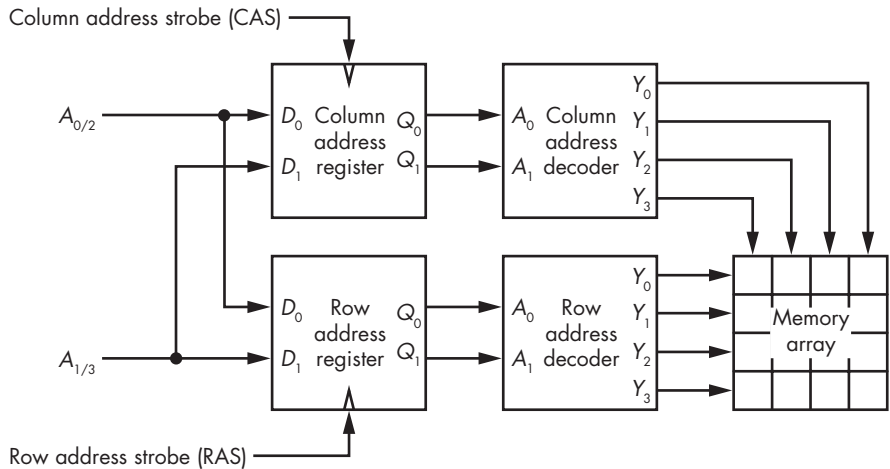 Column address strobe (CAS)
A0/2
D0
D1
Column
address
register
Q0
Q1
A0
A1
Column
address
decoder
Y0
Y1
Y2
Y3
D0
D1
Row
address
register
Q0
Q1
A0
A1
Row
address
decoder
Y0
Y1
Y2
Y3
Memory
array
A1/3
Row address strobe (RAS)